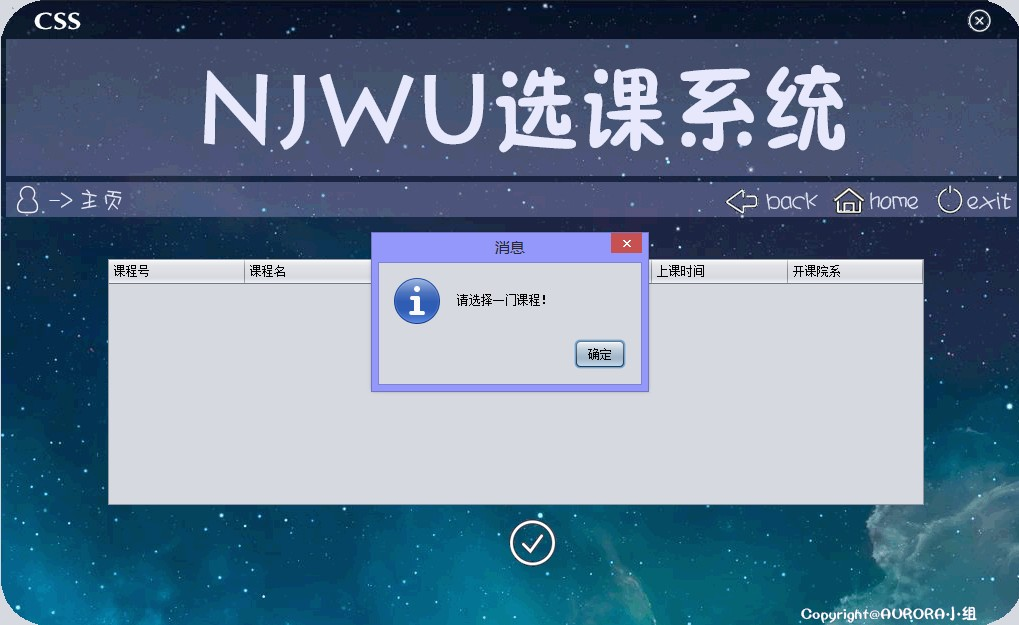 CSS
NJWU选课系统
-> 主页 back home exit
消息
课程号 课程名 上课时间 开课院系
请选择一门课程!
确定
Copyright@AURORA小组